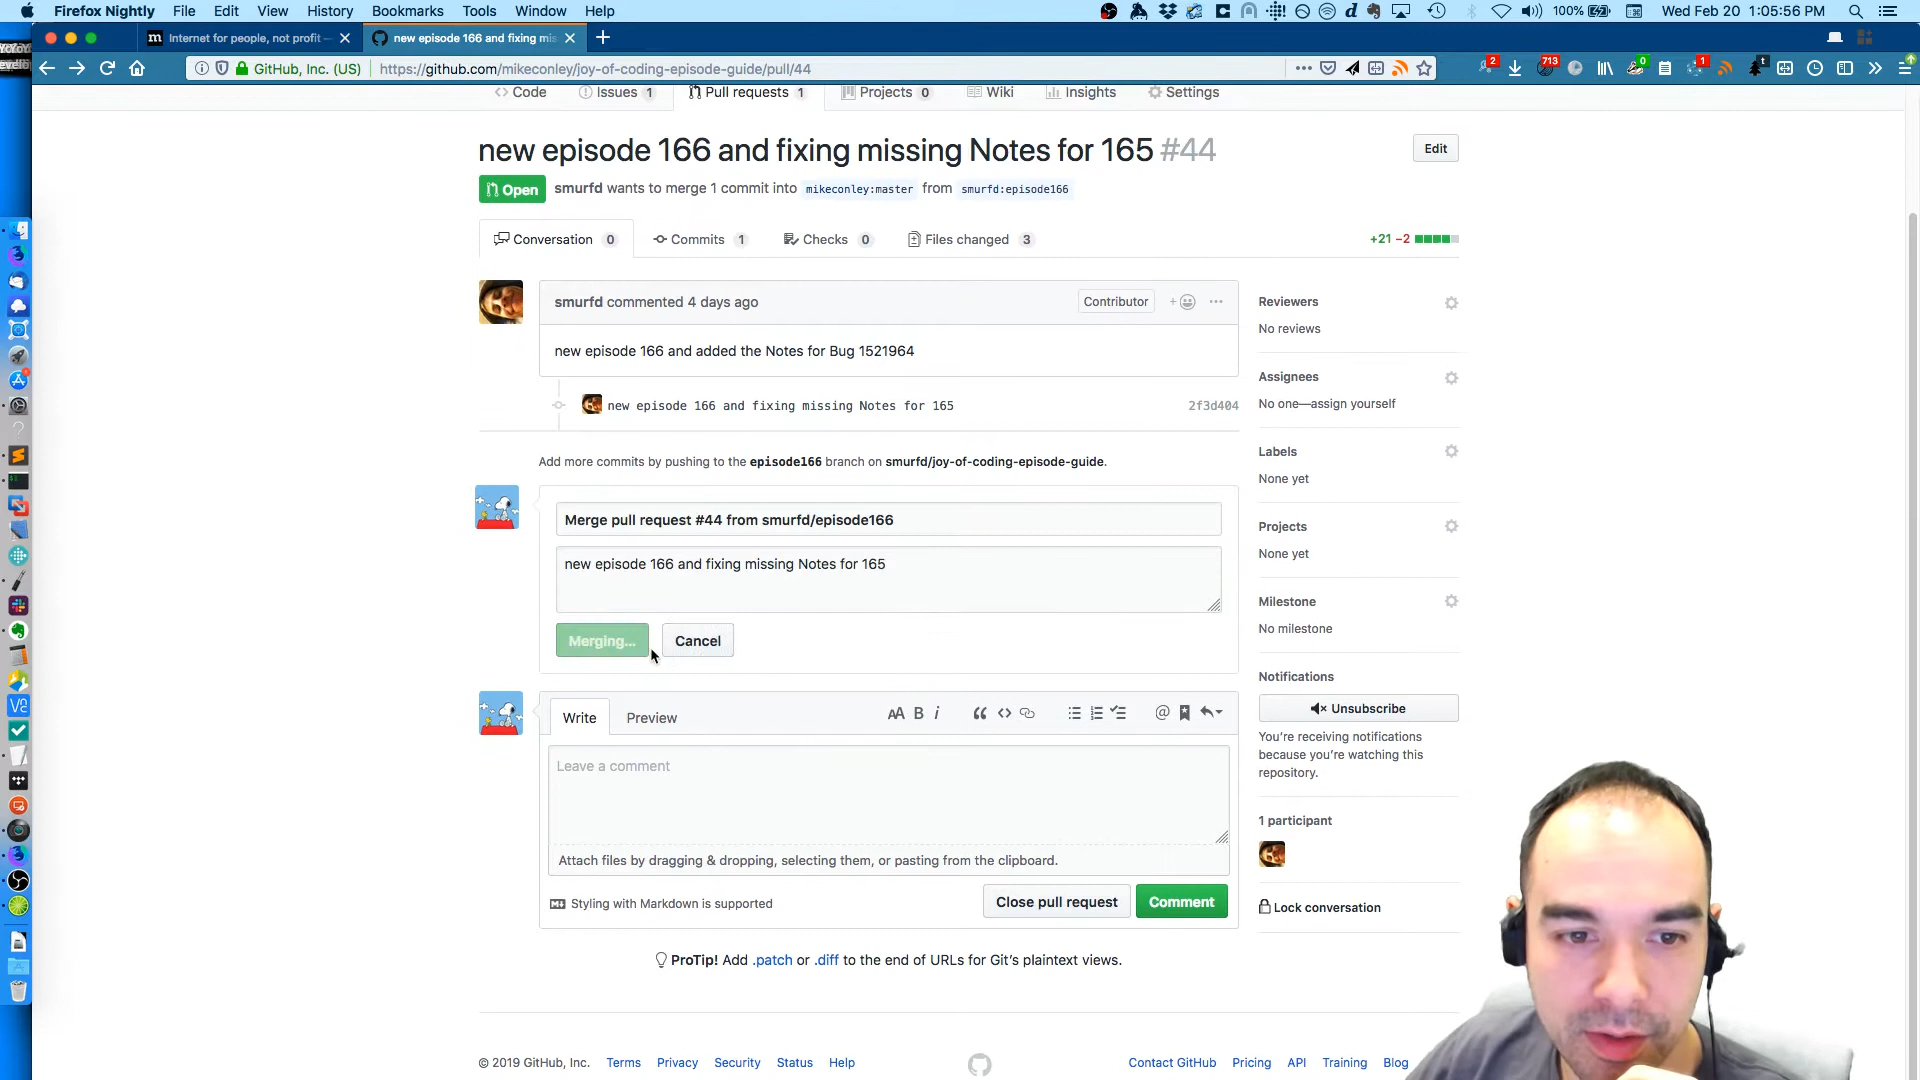 Firefox Nightly File Edit View History Bookmarks Tools Window Help 100% Wed Feb 20 1:05:56 PM
Internet for people, not profit — new episode 166 and fixing mis
GitHub, Inc. (US) https://github.com/mikeconley/joy-of-coding-episode-guide/pull/44 2 713 0 1
Code Issues 1 Pull requests 1 Projects 0 Wiki Insights Settings
new episode 166 and fixing missing Notes for 165 #44 Edit
Open smurfd wants to merge 1 commit into mikeconley:master from smurfd:episode166
Conversation 0 Commits 1 Checks 0 Files changed 3 +21 −2
smurfd commented 4 days ago Contributor
new episode 166 and added the Notes for Bug 1521964
new episode 166 and fixing missing Notes for 165 2f3d404
Add more commits by pushing to the episode166 branch on smurfd/joy-of-coding-episode-guide.
Merge pull request #44 from smurfd/episode166
new episode 166 and fixing missing Notes for 165
Merging... Cancel
Write Preview AA B i
Leave a comment
Attach files by dragging & dropping, selecting them, or pasting from the clipboard.
Styling with Markdown is supported Close pull request Comment
ProTip! Add .patch or .diff to the end of URLs for Git's plaintext views.
Reviewers
No reviews
Assignees
No one—assign yourself
Labels
None yet
Projects
None yet
Milestone
No milestone
Notifications
Unsubscribe
You're receiving notifications
because you're watching this
repository.
1 participant
Lock conversation
© 2019 GitHub, Inc. Terms Privacy Security Status Help Contact GitHub Pricing API Training Blog